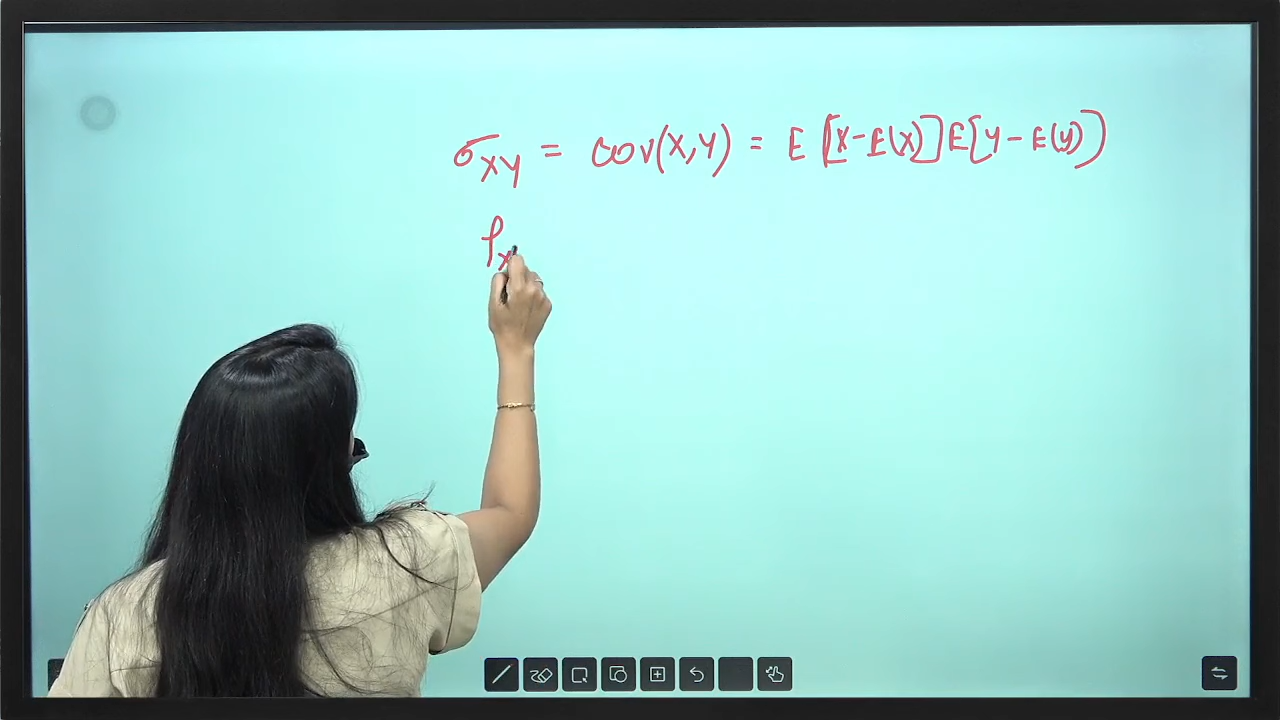 σxy = cov(x,y) = E [[x-E(x)] E[y-E(y)]
ρx